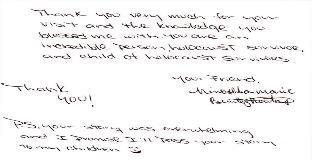 Thank you very much for your
visit and the knowledge you
blessed me with. you are an
incredible person holocaust survivor,
and child of holocaust survivors.
Your Friend,
Thank
YOU!
P.S, your story was overwhelming
and I promise I'll pass your story
to my children